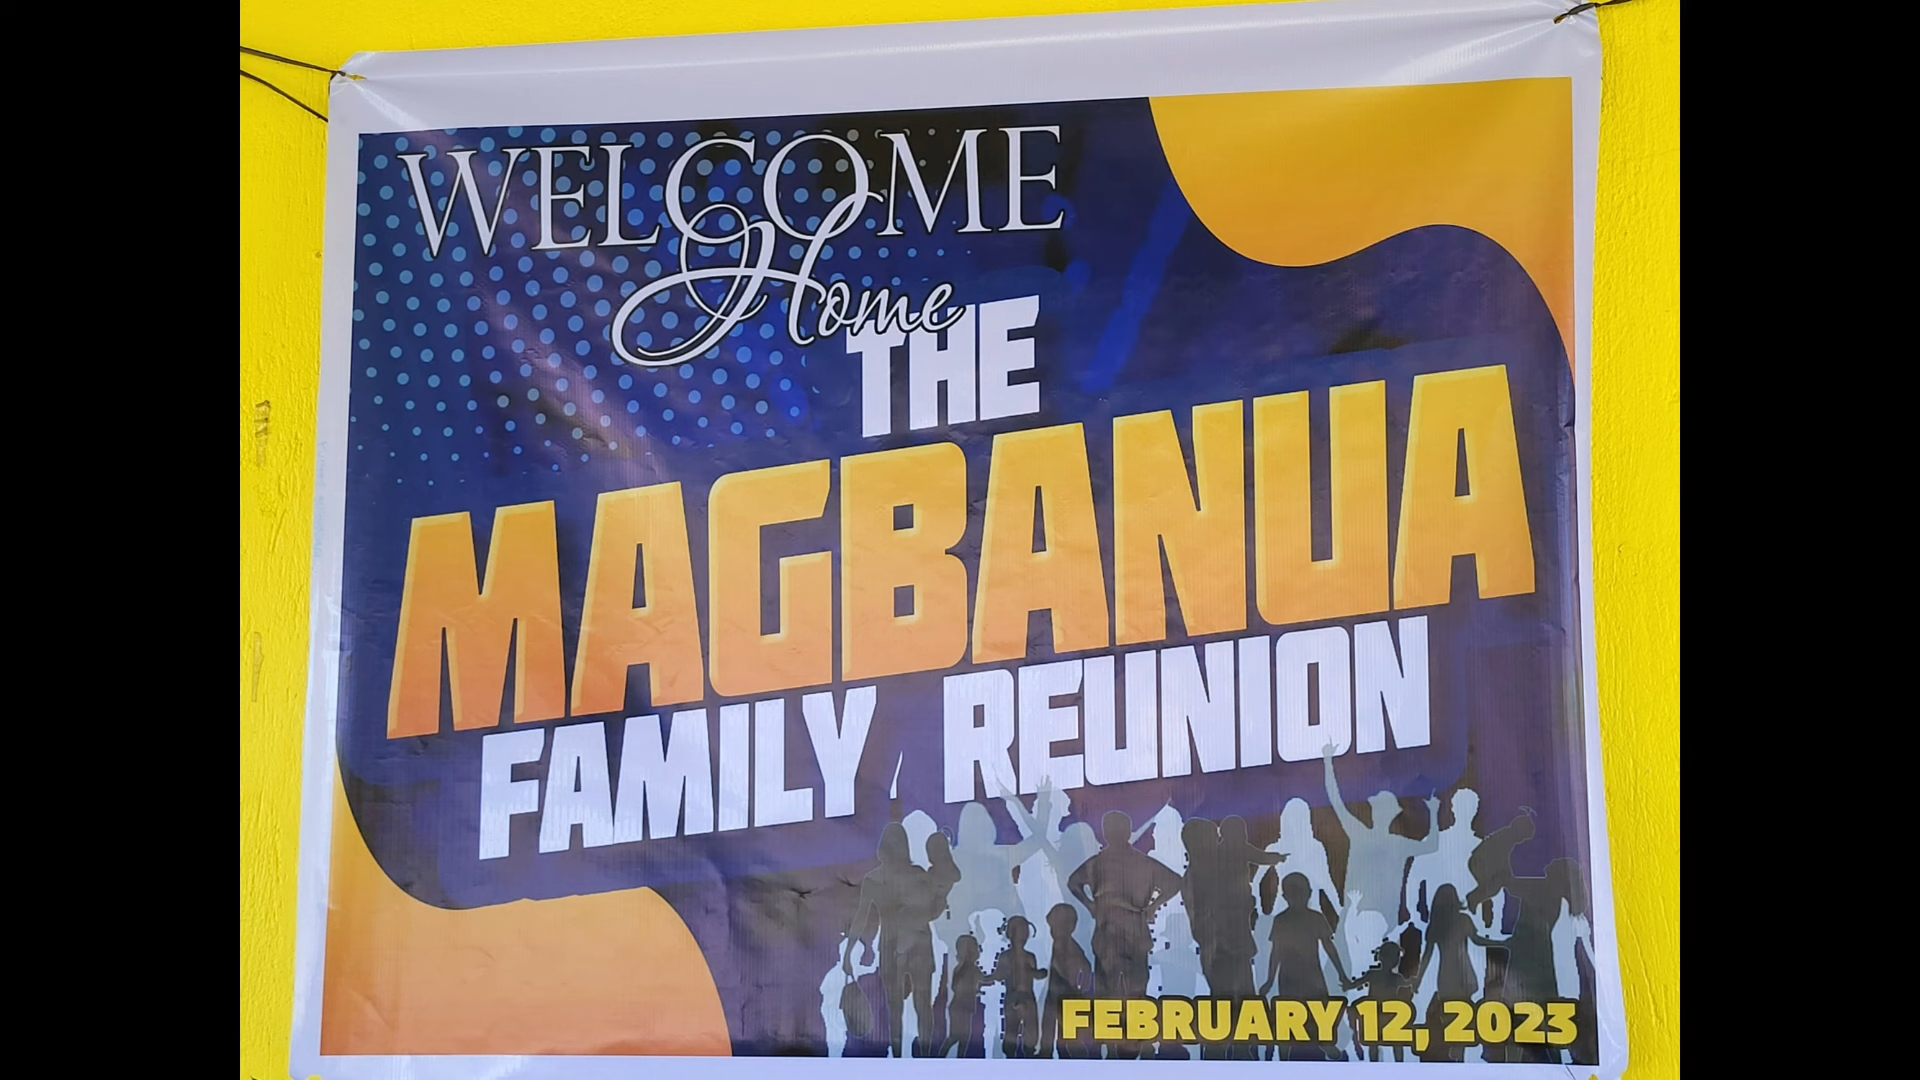 WELCOME
Home
THE
MAGBANUA
FAMILY REUNION
FEBRUARY 12, 2023